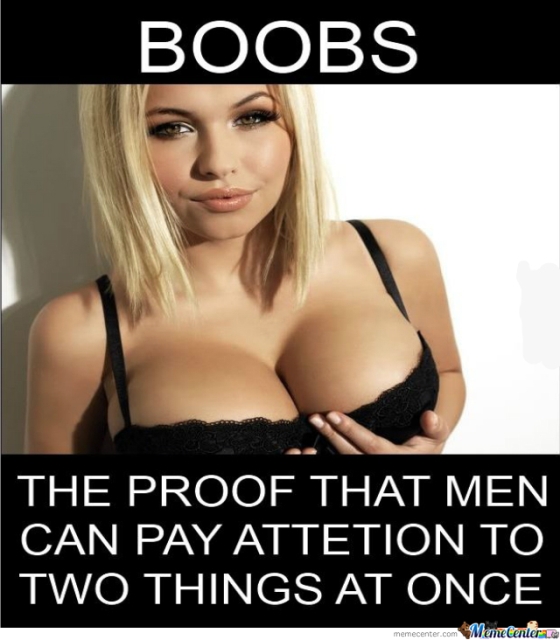 BOOBS
THE PROOF THAT MEN
CAN PAY ATTETION TO
TWO THINGS AT ONCE
memecenter.com MemeCenter